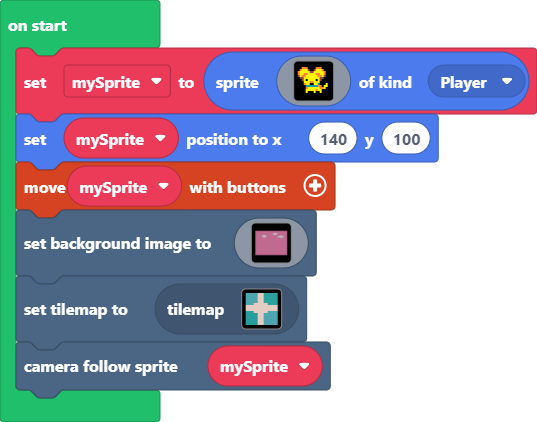 on start
set mySprite to sprite of kind Player
set mySprite position to x 140 y 100
move mySprite with buttons
set background image to
set tilemap to tilemap
camera follow sprite mySprite